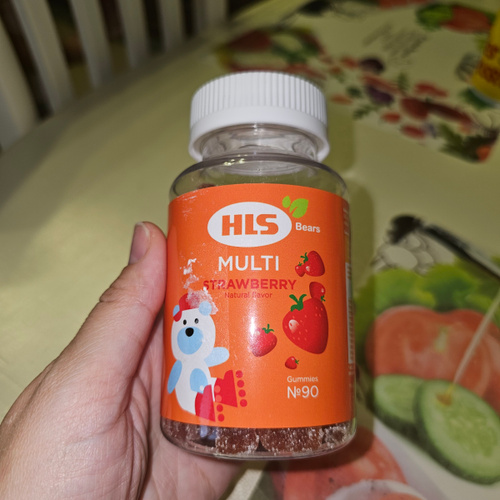 HLS
Bears
MULTI
STRAWBERRY
Natural flavor
Gummies
№90